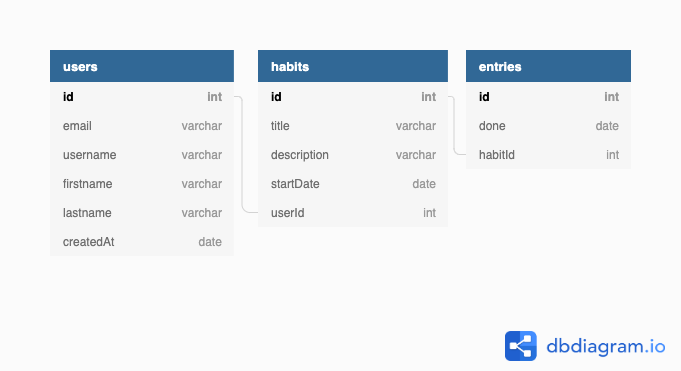 users
id int
email varchar
username varchar
firstname varchar
lastname varchar
createdAt date
habits
id int
title varchar
description varchar
startDate date
userId int
entries
id int
done date
habitId int
dbdiagram.io